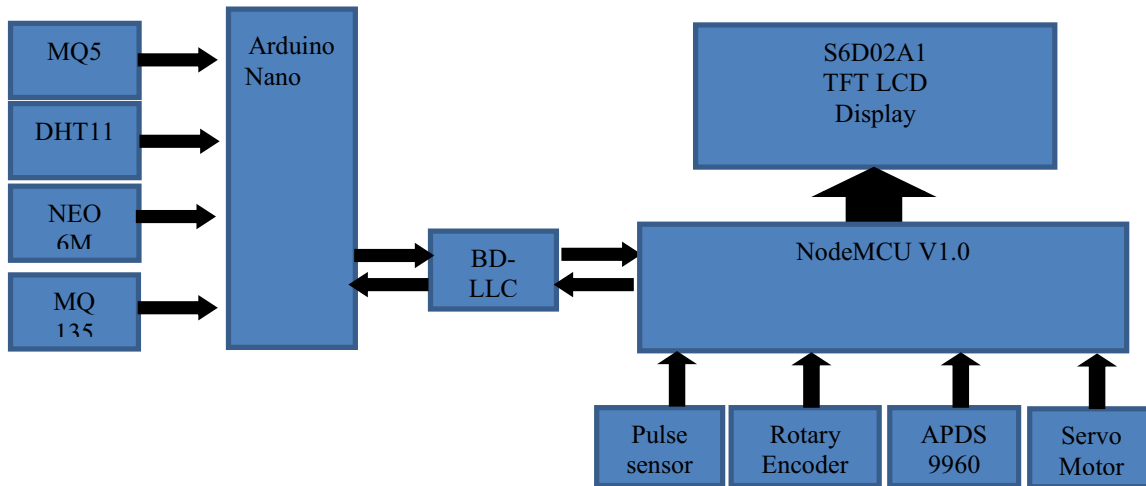 MQ5
DHT11
NEO
6M
MQ
135
Arduino
Nano
BD-
LLC
S6D02A1
TFT LCD
Display
NodeMCU V1.0
Pulse
sensor
Rotary
Encoder
APDS
9960
Servo
Motor